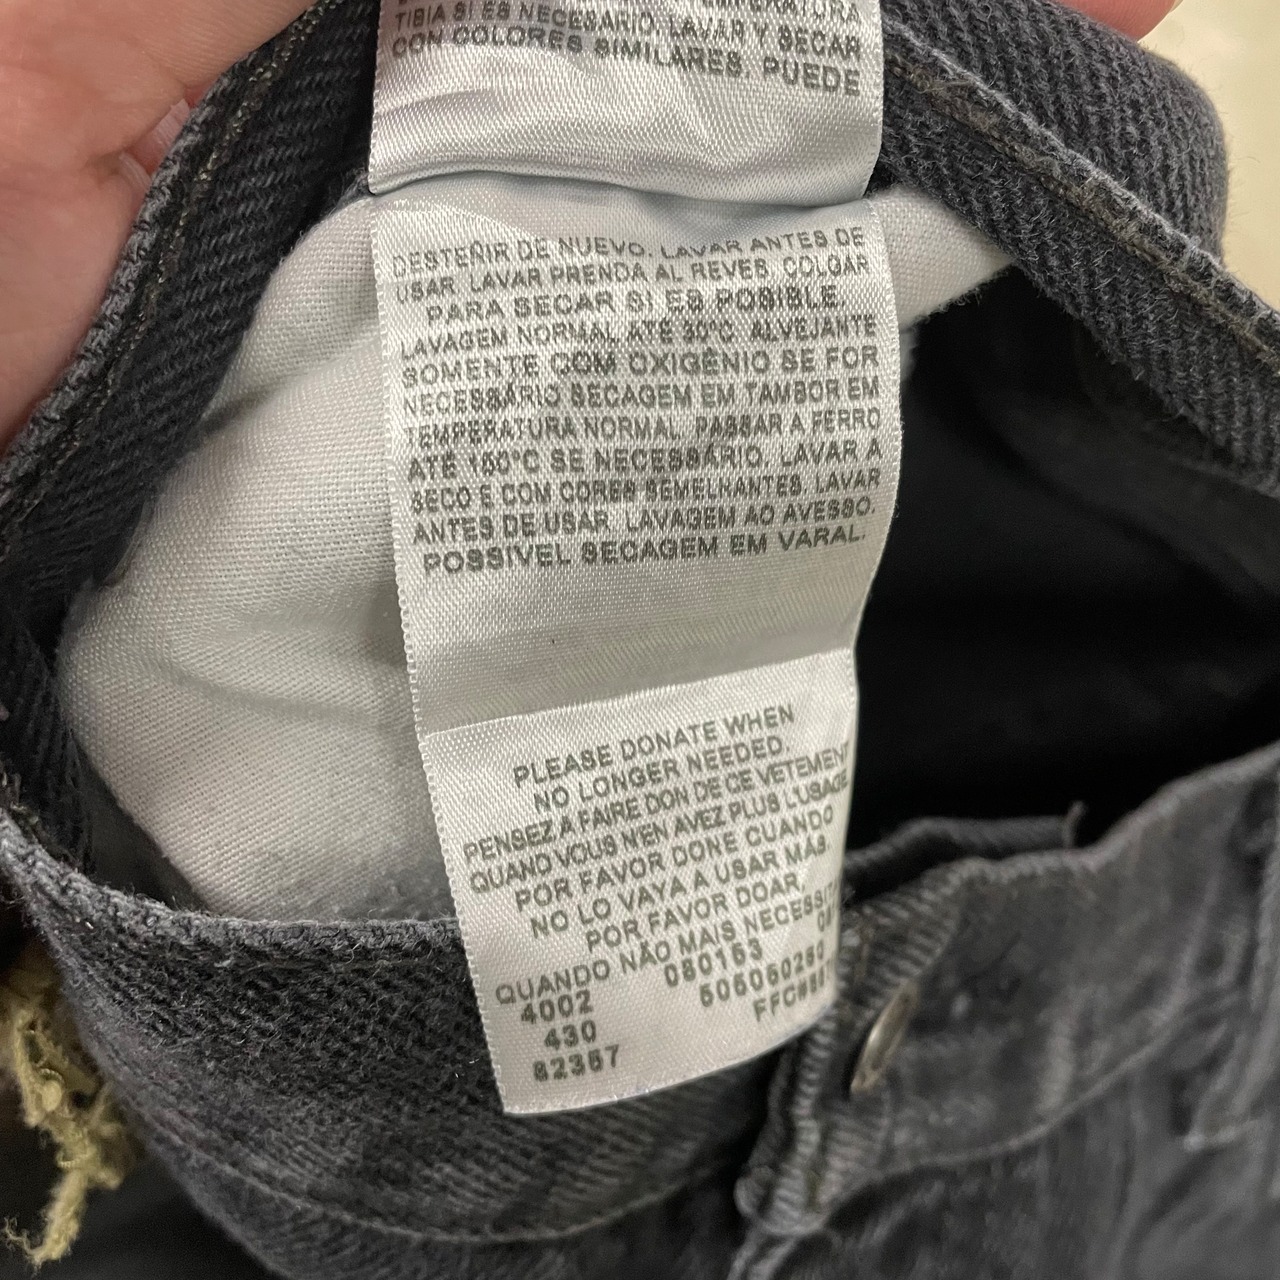 TIBIA SI ES NECESARIO. LAVAR Y SECAR
CON COLORES SIMILARES. PUEDE
DESTEÑIR DE NUEVO. LAVAR ANTES DE
USAR. LAVAR PRENDA AL REVES. COLGAR
PARA SECAR SI ES POSIBLE.
LAVAGEM NORMAL ATÉ 30°C. ALVEJANTE
SOMENTE COM OXIGÊNIO SE FOR
NECESSÁRIO SECAGEM EM TAMBOR EM
TEMPERATURA NORMAL. PASSAR A FERRO
ATÉ 100°C SE NECESSÁRIO. LAVAR A
SECO E COM CORES SEMELHANTES. LAVAR
ANTES DE USAR. LAVAGEM AO AVESSO.
POSSIVEL SECAGEM EM VARAL.
PLEASE DONATE WHEN
NO LONGER NEEDED.
PENSEZ A FAIRE DON DE CE VETEMENT
QUAND VOUS N'EN AVEZ PLUS L'USAGE
POR FAVOR DONE CUANDO
NO LO VAYA A USAR MÁS
POR FAVOR DOAR,
QUANDO NÃO MAIS NECESSIT
4002 080163
430 505060280
82367